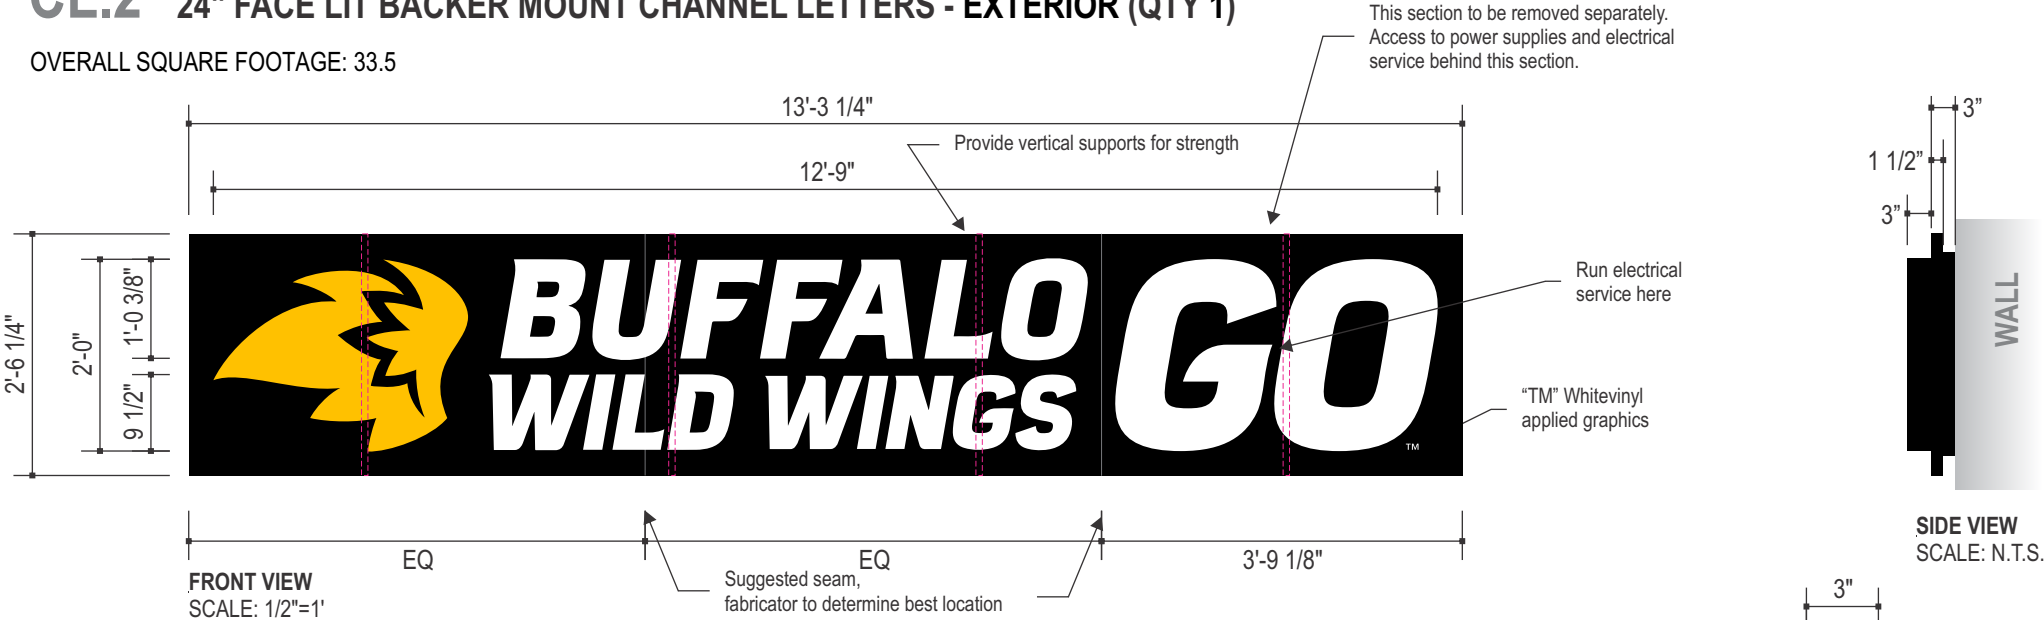 CL.2 24" FACE LIT BACKER MOUNT CHANNEL LETTERS - EXTERIOR (QTY 1)
OVERALL SQUARE FOOTAGE: 33.5
This section to be removed separately.
Access to power supplies and electrical
service behind this section.
13'-3 1/4"
Provide vertical supports for strength
12'-9"
3”
1 1/2”
3”
2'-6 1/4"
2'-0"
1'-0 3/8"
9 1/2"
BUFFALO
WILD WINGS
GO
TM
Run electrical
service here
“TM” Whitevinyl
applied graphics
WALL
EQ
EQ
3'-9 1/8"
FRONT VIEW
SCALE: 1/2"=1'
Suggested seam,
fabricator to determine best location
SIDE VIEW
SCALE: N.T.S.
3"